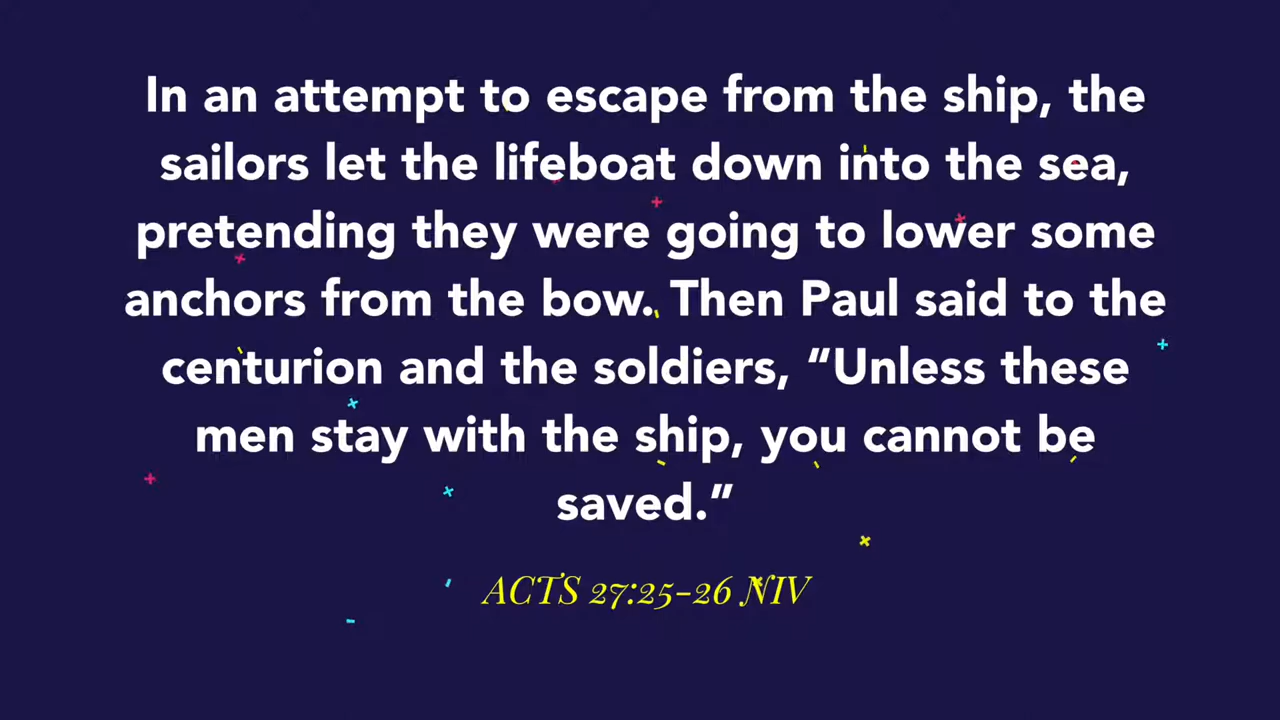 In an attempt to escape from the ship, the
sailors let the lifeboat down into the sea,
pretending they were going to lower some
anchors from the bow. Then Paul said to the
centurion and the soldiers, “Unless these
men stay with the ship, you cannot be
saved.”
ACTS 27:25-26 NIV